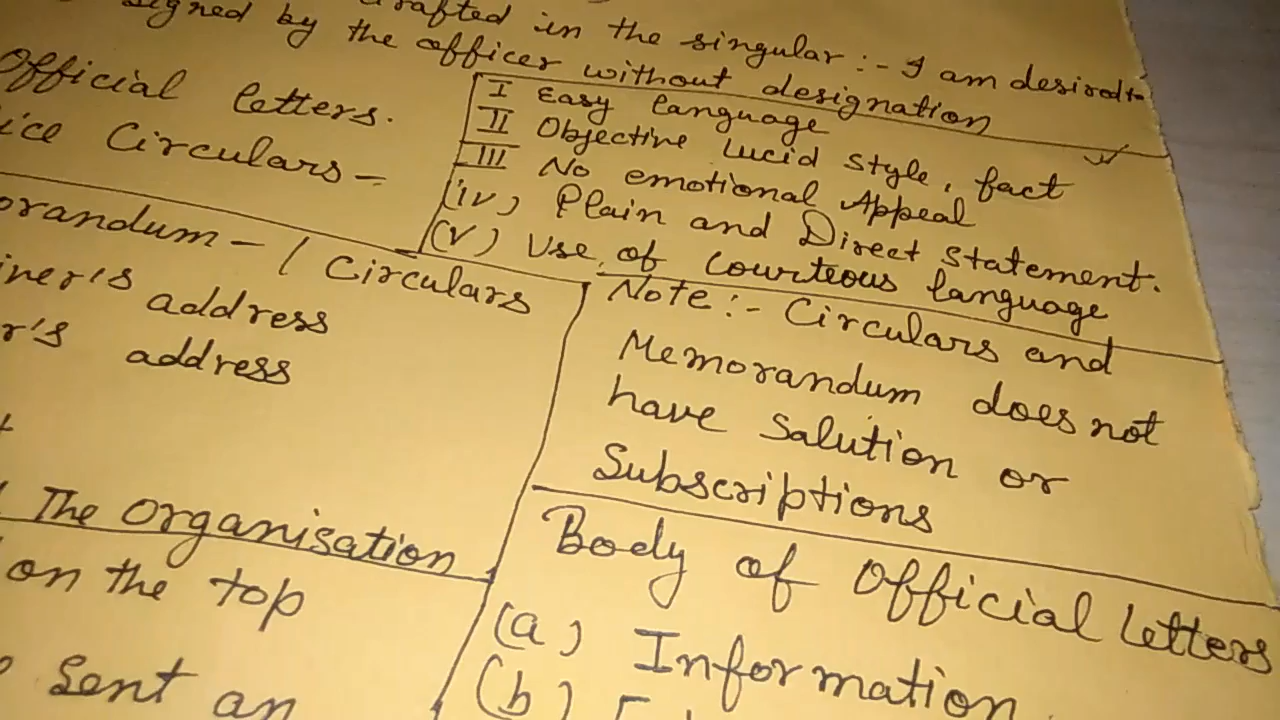 drafted in the singular :- I am desired to
signed by the officer without designation
Official letters.
Circulars -
I Easy language
II Objective Lucid style, fact
III No emotional Appeal
(iv) Plain and Direct Statement.
(v) Use of Courteous language
- / Circulars
address
address
The Organisation
on the top
Sent an
Note :- Circulars and
Memorandum does not
have Salution or
Subscriptions
Body of Official Letters
(a) Information
(b)